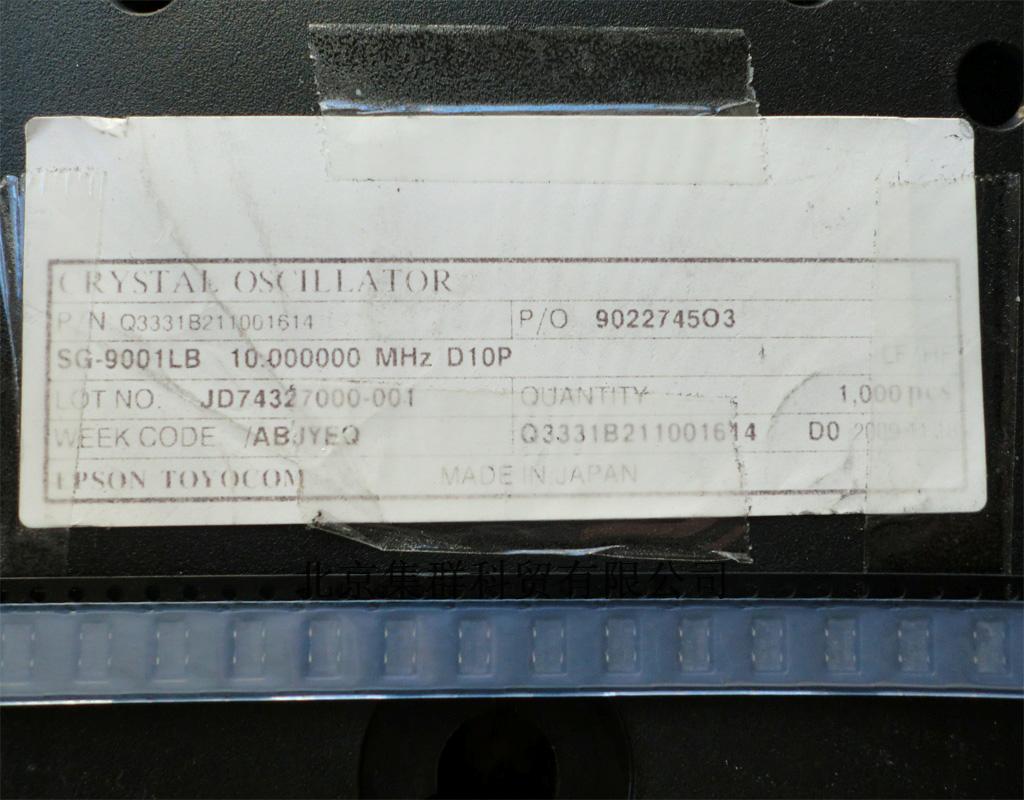 CRYSTAL OSCILLATOR
P/N Q3331B211001614 P/O 9022745O3
SG-9001LB 10.000000 MHz D10P
LOT NO. JD74327000-001 QUANTITY 1,000 pcs
WEEK CODE /ABJYEQ Q3331B211001614 D0
EPSON TOYOCOM MADE IN JAPAN
北京集群科贸有限公司